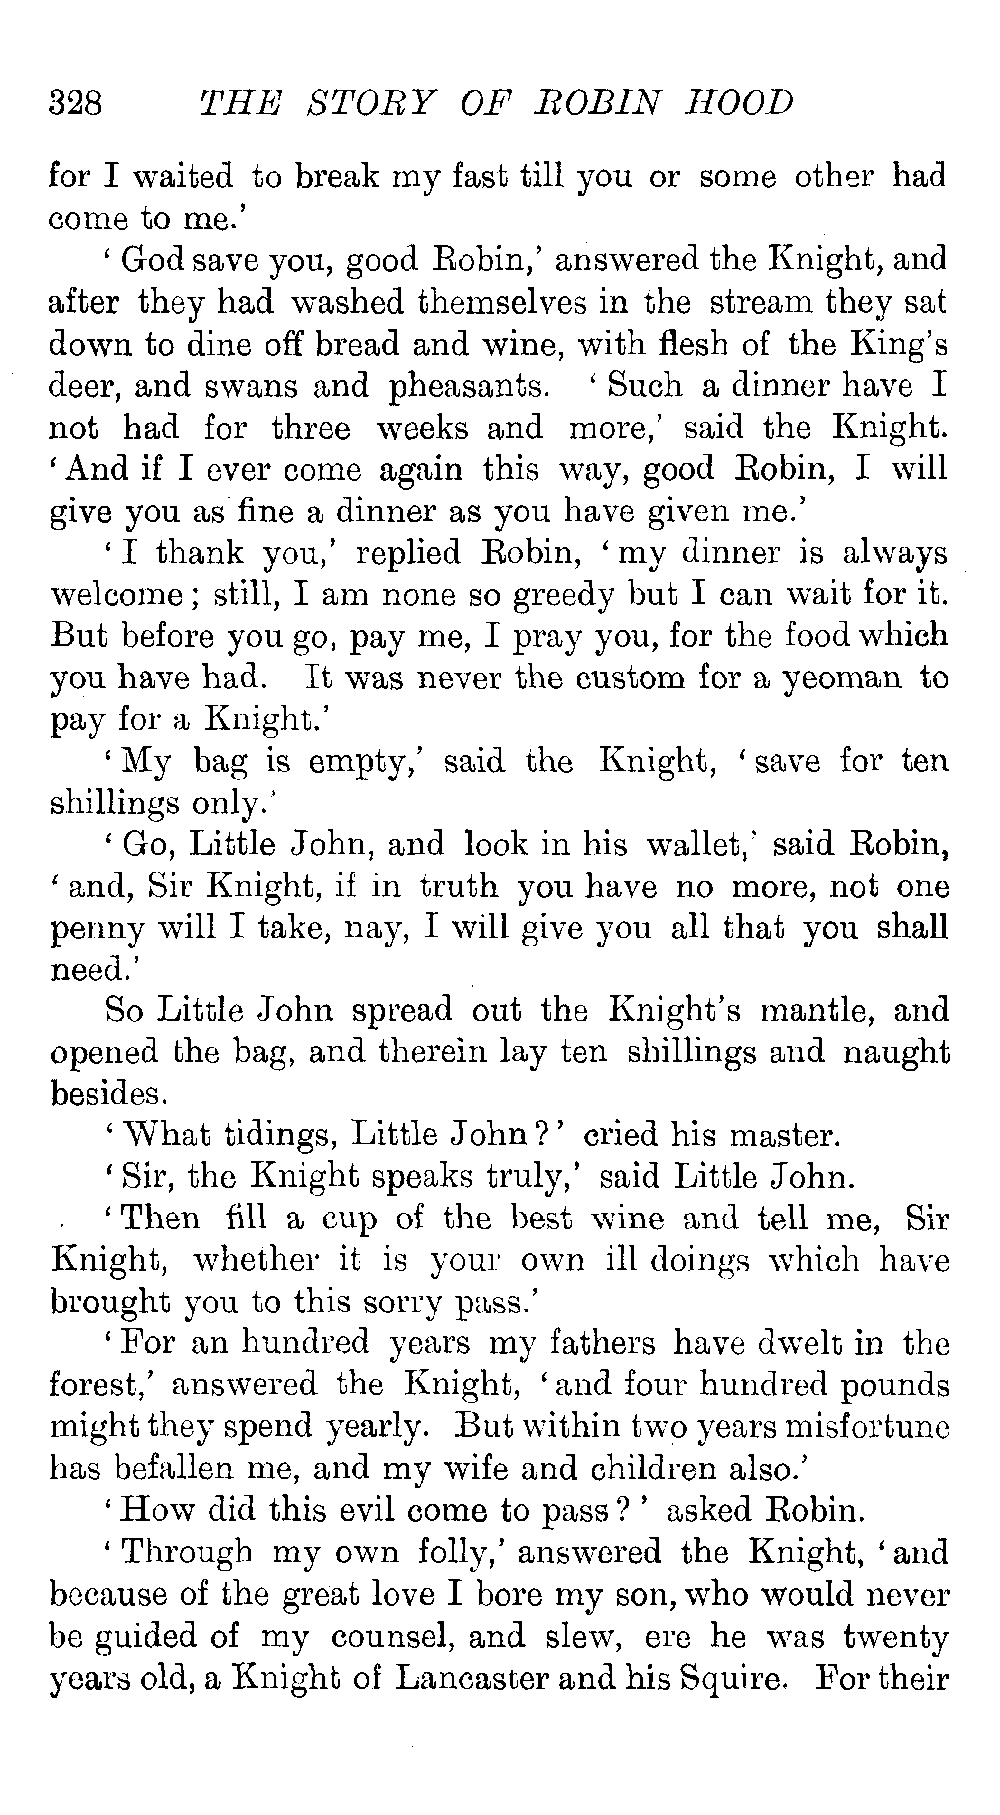 328 THE STORY OF ROBIN HOOD
for I waited to break my fast till you or some other had
come to me.'
' God save you, good Robin,' answered the Knight, and
after they had washed themselves in the stream they sat
down to dine off bread and wine, with flesh of the King's
deer, and swans and pheasants. ' Such a dinner have I
not had for three weeks and more,' said the Knight.
' And if I ever come again this way, good Robin, I will
give you as fine a dinner as you have given me.'
' I thank you,' replied Robin, ' my dinner is always
welcome ; still, I am none so greedy but I can wait for it.
But before you go, pay me, I pray you, for the food which
you have had. It was never the custom for a yeoman to
pay for a Knight.'
' My bag is empty,' said the Knight, ' save for ten
shillings only.'
' Go, Little John, and look in his wallet,' said Robin,
' and, Sir Knight, if in truth you have no more, not one
penny will I take, nay, I will give you all that you shall
need.'
So Little John spread out the Knight's mantle, and
opened the bag, and therein lay ten shillings and naught
besides.
' What tidings, Little John ? ' cried his master.
' Sir, the Knight speaks truly,' said Little John.
' Then fill a cup of the best wine and tell me, Sir
Knight, whether it is your own ill doings which have
brought you to this sorry pass.'
' For an hundred years my fathers have dwelt in the
forest,' answered the Knight, ' and four hundred pounds
might they spend yearly. But within two years misfortune
has befallen me, and my wife and children also.'
' How did this evil come to pass ? ' asked Robin.
' Through my own folly,' answered the Knight, ' and
because of the great love I bore my son, who would never
be guided of my counsel, and slew, ere he was twenty
years old, a Knight of Lancaster and his Squire. For their